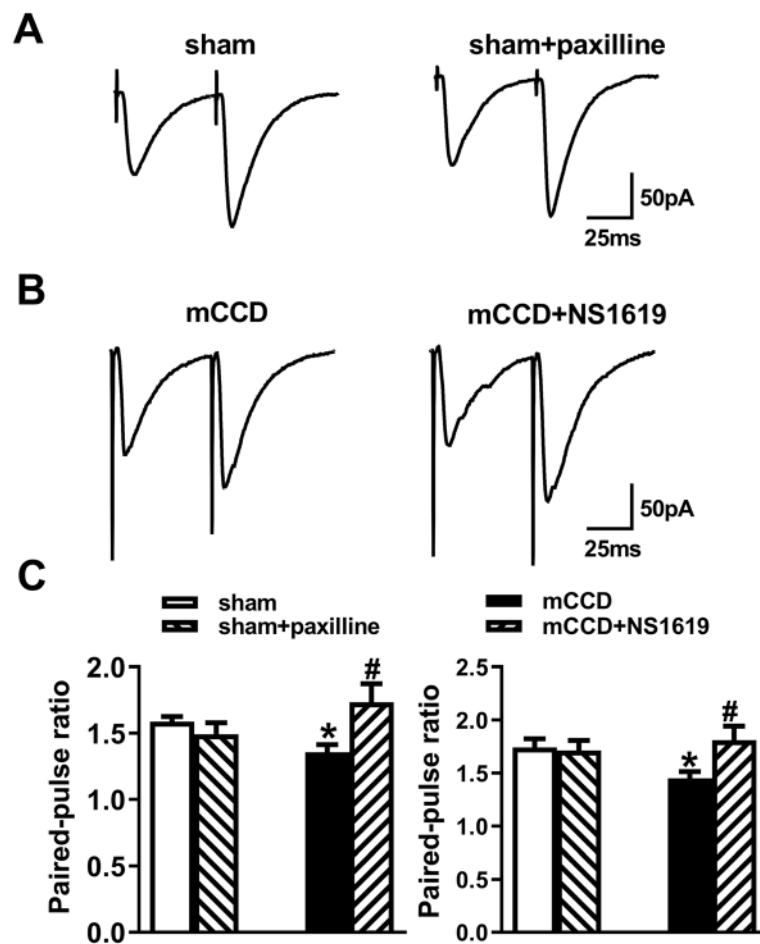 A
sham
sham+paxilline
50pA
25ms
B
mCCD
mCCD+NS1619
50pA
25ms
C
sham
sham+paxilline
mCCD
mCCD+NS1619
Paired-pulse ratio
2.0
1.5
1.0
0.5
0.0
*
#
Paired-pulse ratio
2.5
2.0
1.5
1.0
0.5
0.0
*
#